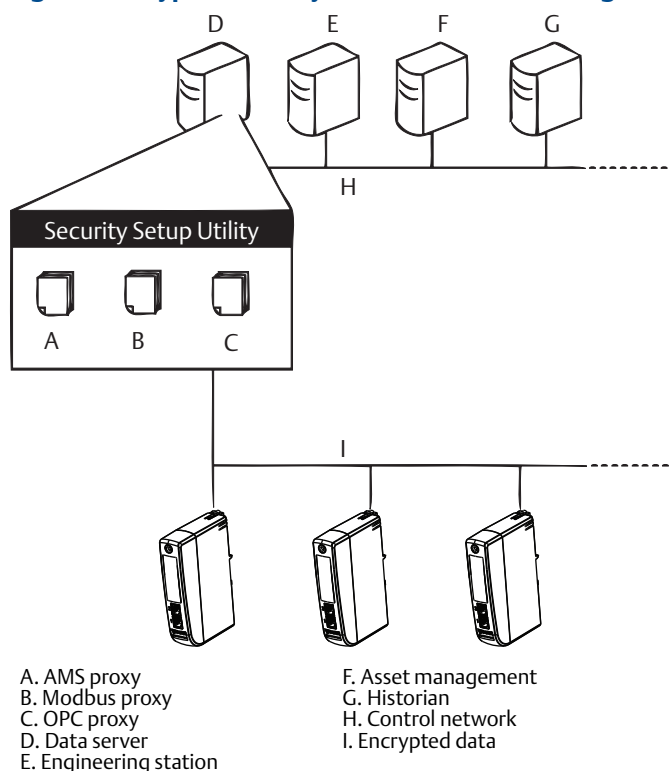 D E F G
H
Security Setup Utility
A B C
I
A. AMS proxy
B. Modbus proxy
C. OPC proxy
D. Data server
E. Engineering station
F. Asset management
G. Historian
H. Control network
I. Encrypted data